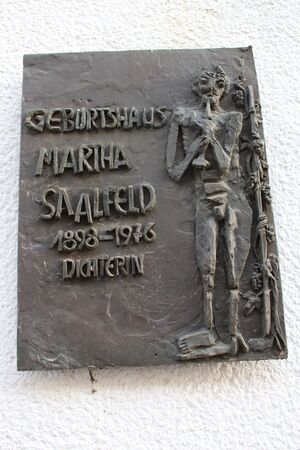 GEBURTSHAUS
MARTHA
SAALFELD
1898-1976
DICHTERIN